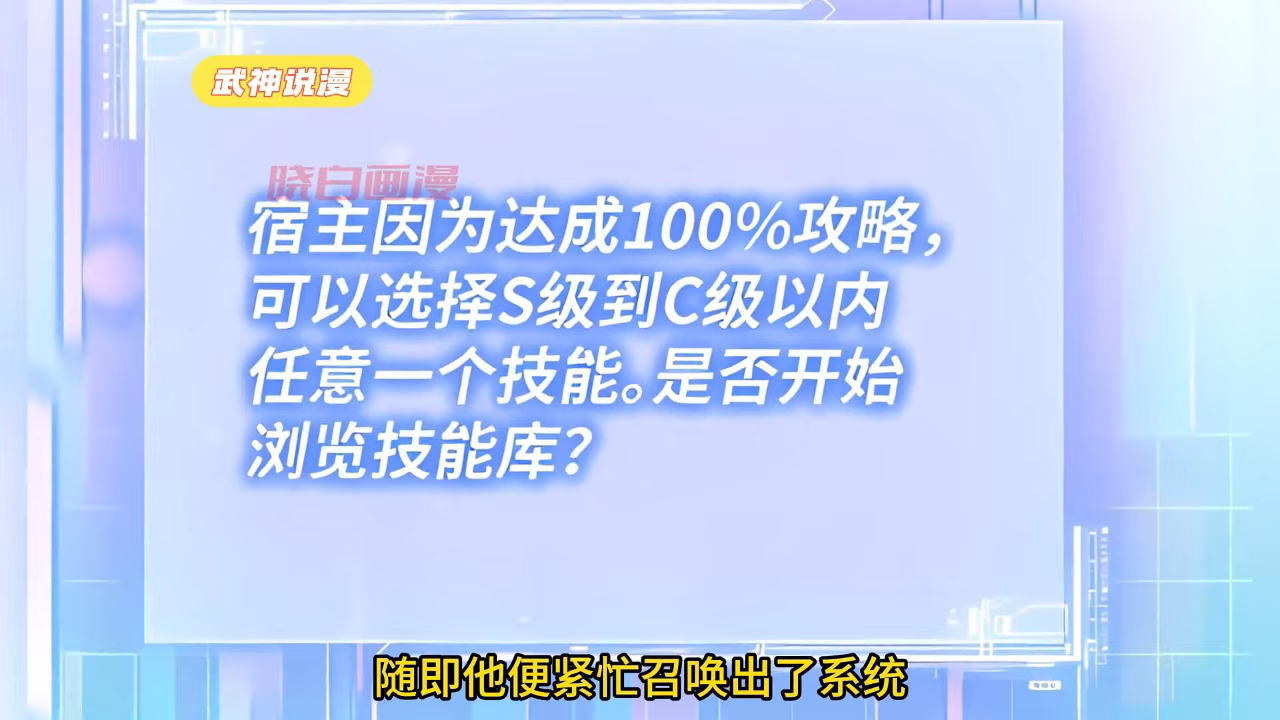 武神说漫
晓白画漫
宿主因为达成100%攻略，
可以选择S级到C级以内
任意一个技能。是否开始
浏览技能库？
随即他便紧忙召唤出了系统